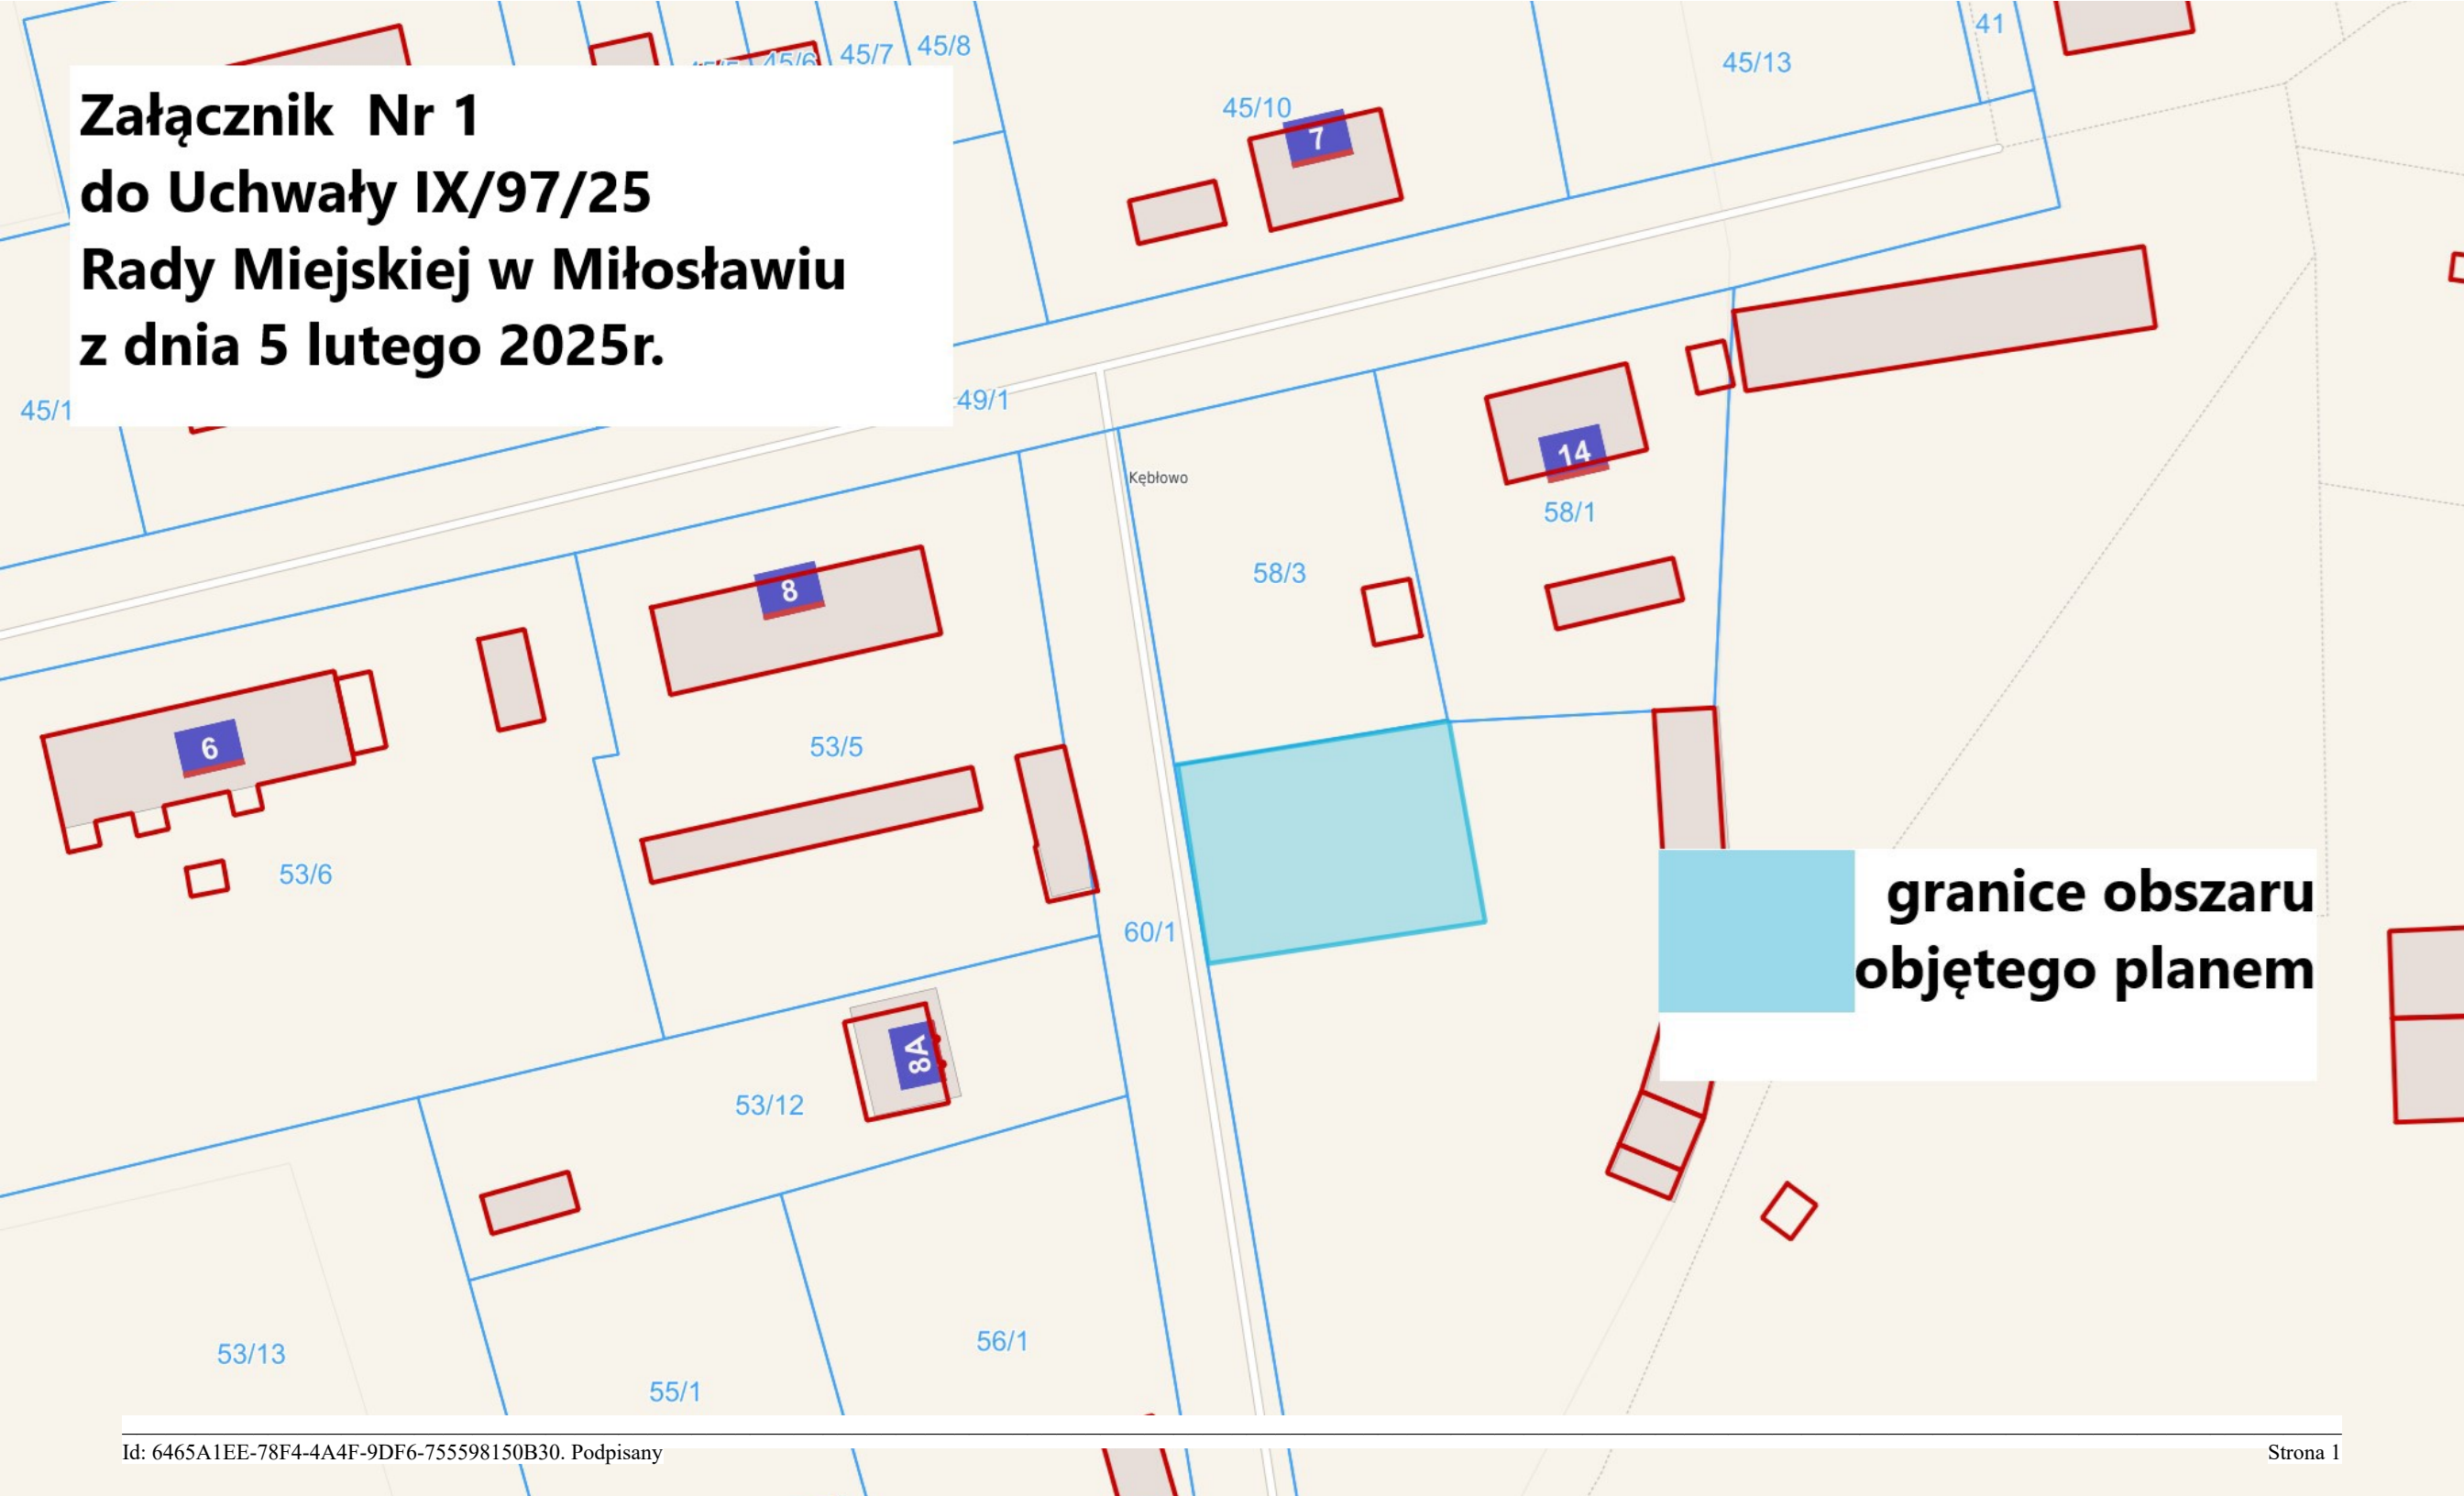 41
45/8
45/7
45/6
45/13
45/10
7
Załącznik Nr 1
do Uchwały IX/97/25
Rady Miejskiej w Miłosławiu
z dnia 5 lutego 2025r.
45/1
49/1
14
Kębłowo
58/1
58/3
8
6
53/5
53/6
60/1
granice obszaru
objętego planem
8A
53/12
56/1
53/13
55/1
Id: 6465A1EE-78F4-4A4F-9DF6-755598150B30. Podpisany
Strona 1